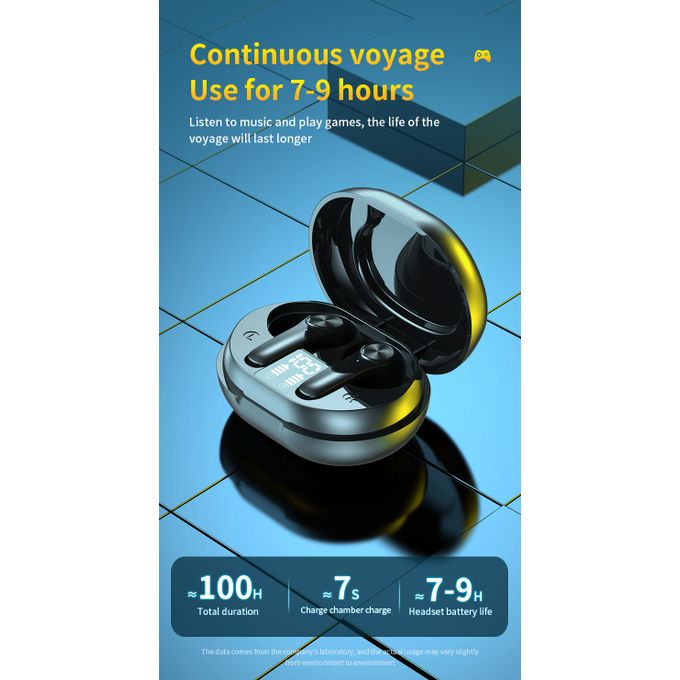 Continuous voyage
Use for 7-9 hours
Listen to music and play games, the life of the
voyage will last longer
100
≈100H
≈7S
≈7-9H
Total duration
Charge chamber charge
Headset battery life
The data comes from the company's laboratory, and the actual usage may vary slightly
from environment to environment